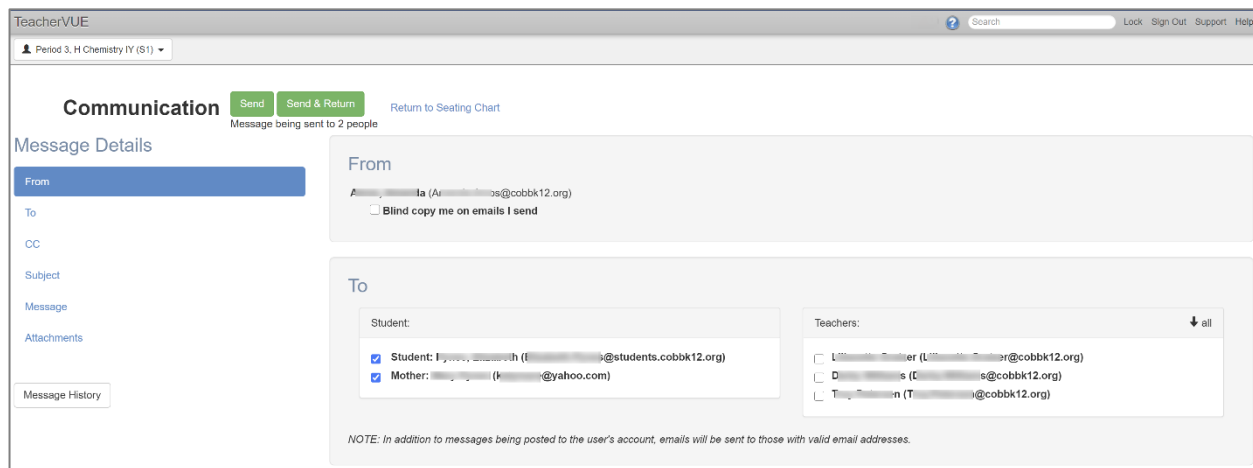 TeacherVUE
? Search Lock Sign Out Support Help
Period 3, H Chemistry IY (S1)
Communication Send Send & Return Return to Seating Chart
Message being sent to 2 people
Message Details
From
To
CC
Subject
Message
Attachments
Message History
From
@cobbk12.org)
Blind copy me on emails I send
To
Student:
Student: @students.cobbk12.org)
Mother: @yahoo.com)
Teachers: all
@cobbk12.org)
@cobbk12.org)
@cobbk12.org)
NOTE: In addition to messages being posted to the user's account, emails will be sent to those with valid email addresses.